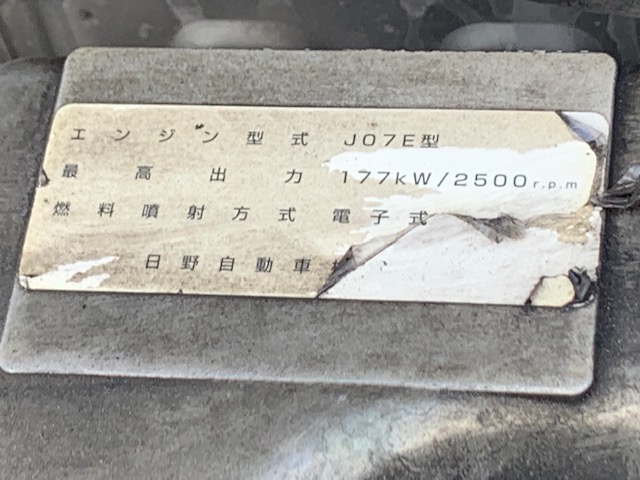 エンジン型式 J07E型
最高出力 177kW/2500r.p.m
燃料噴射方式 電子式
日野自動車